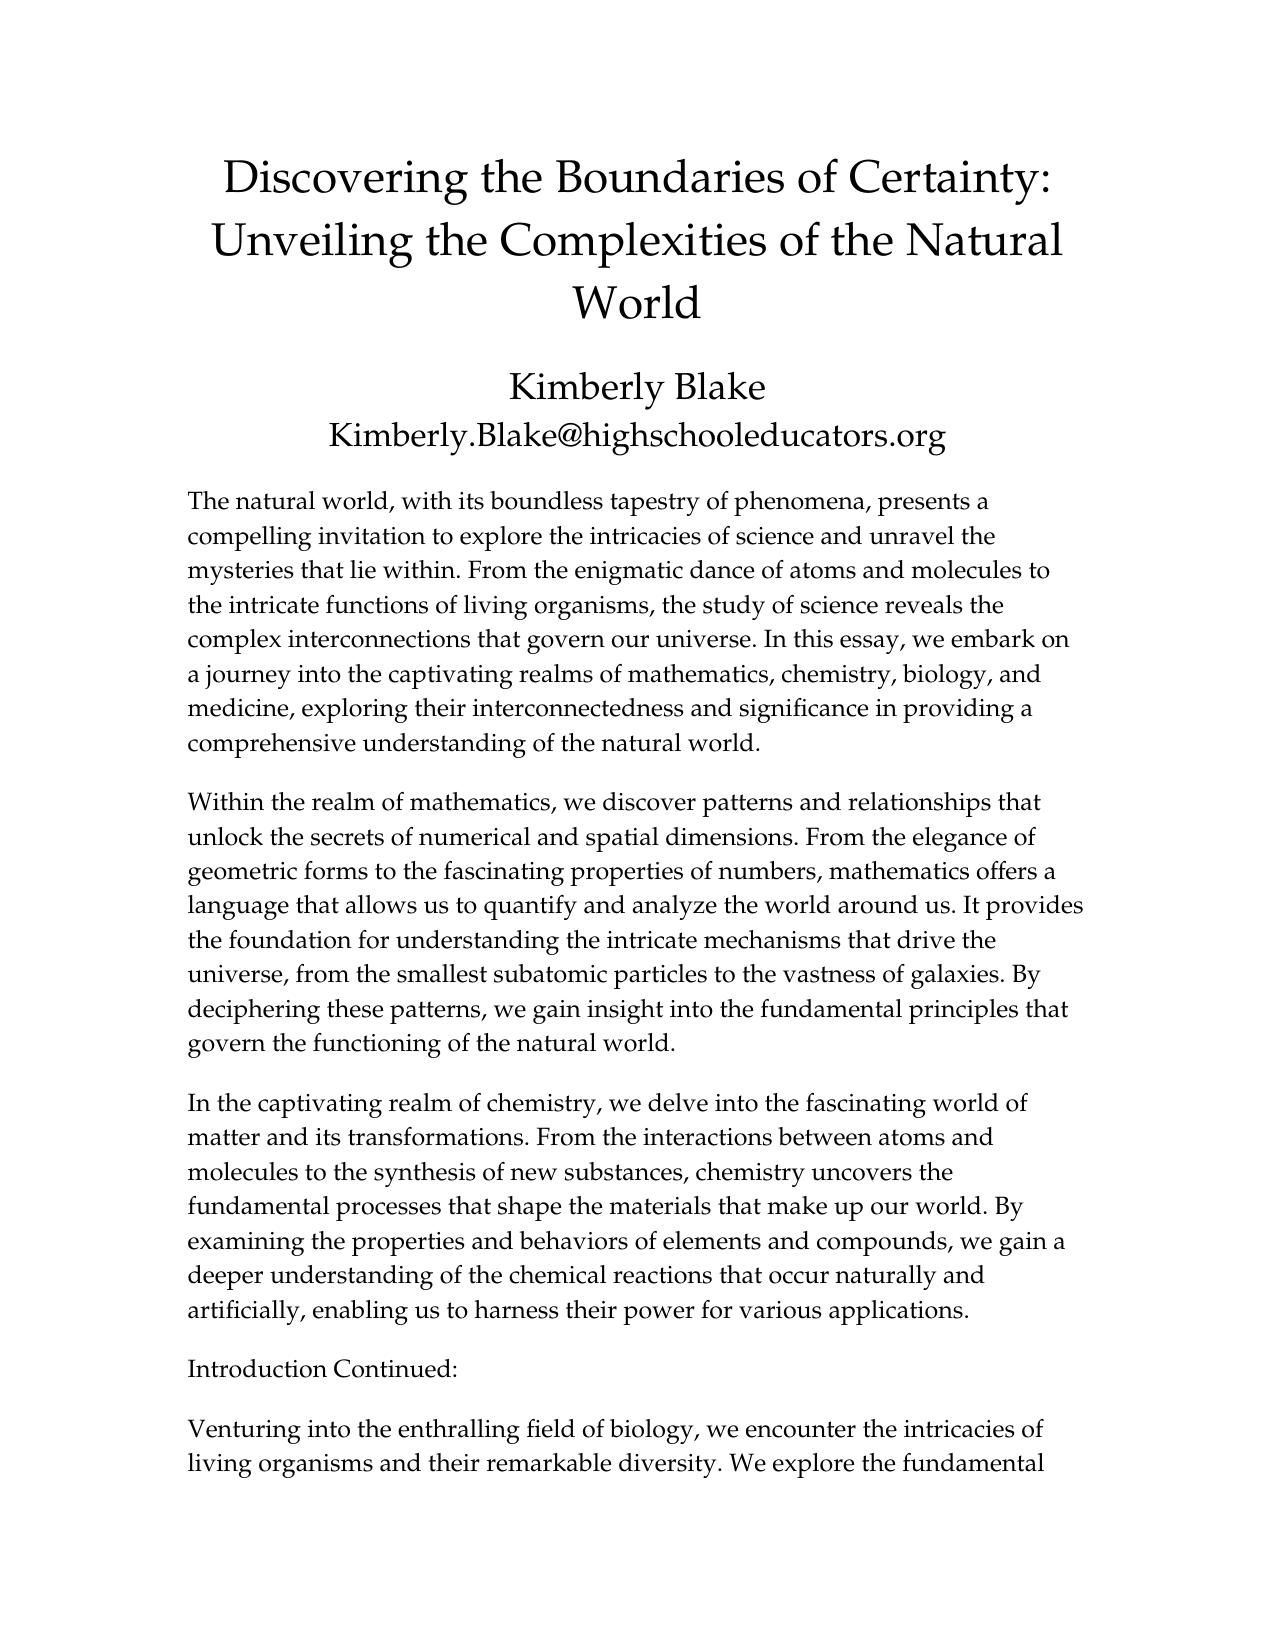 Discovering the Boundaries of Certainty:
Unveiling the Complexities of the Natural
World
Kimberly Blake
Kimberly.Blake@highschooleducators.org
The natural world, with its boundless tapestry of phenomena, presents a
compelling invitation to explore the intricacies of science and unravel the
mysteries that lie within. From the enigmatic dance of atoms and molecules to
the intricate functions of living organisms, the study of science reveals the
complex interconnections that govern our universe. In this essay, we embark on
a journey into the captivating realms of mathematics, chemistry, biology, and
medicine, exploring their interconnectedness and significance in providing a
comprehensive understanding of the natural world.
Within the realm of mathematics, we discover patterns and relationships that
unlock the secrets of numerical and spatial dimensions. From the elegance of
geometric forms to the fascinating properties of numbers, mathematics offers a
language that allows us to quantify and analyze the world around us. It provides
the foundation for understanding the intricate mechanisms that drive the
universe, from the smallest subatomic particles to the vastness of galaxies. By
deciphering these patterns, we gain insight into the fundamental principles that
govern the functioning of the natural world.
In the captivating realm of chemistry, we delve into the fascinating world of
matter and its transformations. From the interactions between atoms and
molecules to the synthesis of new substances, chemistry uncovers the
fundamental processes that shape the materials that make up our world. By
examining the properties and behaviors of elements and compounds, we gain a
deeper understanding of the chemical reactions that occur naturally and
artificially, enabling us to harness their power for various applications.
Introduction Continued:
Venturing into the enthralling field of biology, we encounter the intricacies of
living organisms and their remarkable diversity. We explore the fundamental